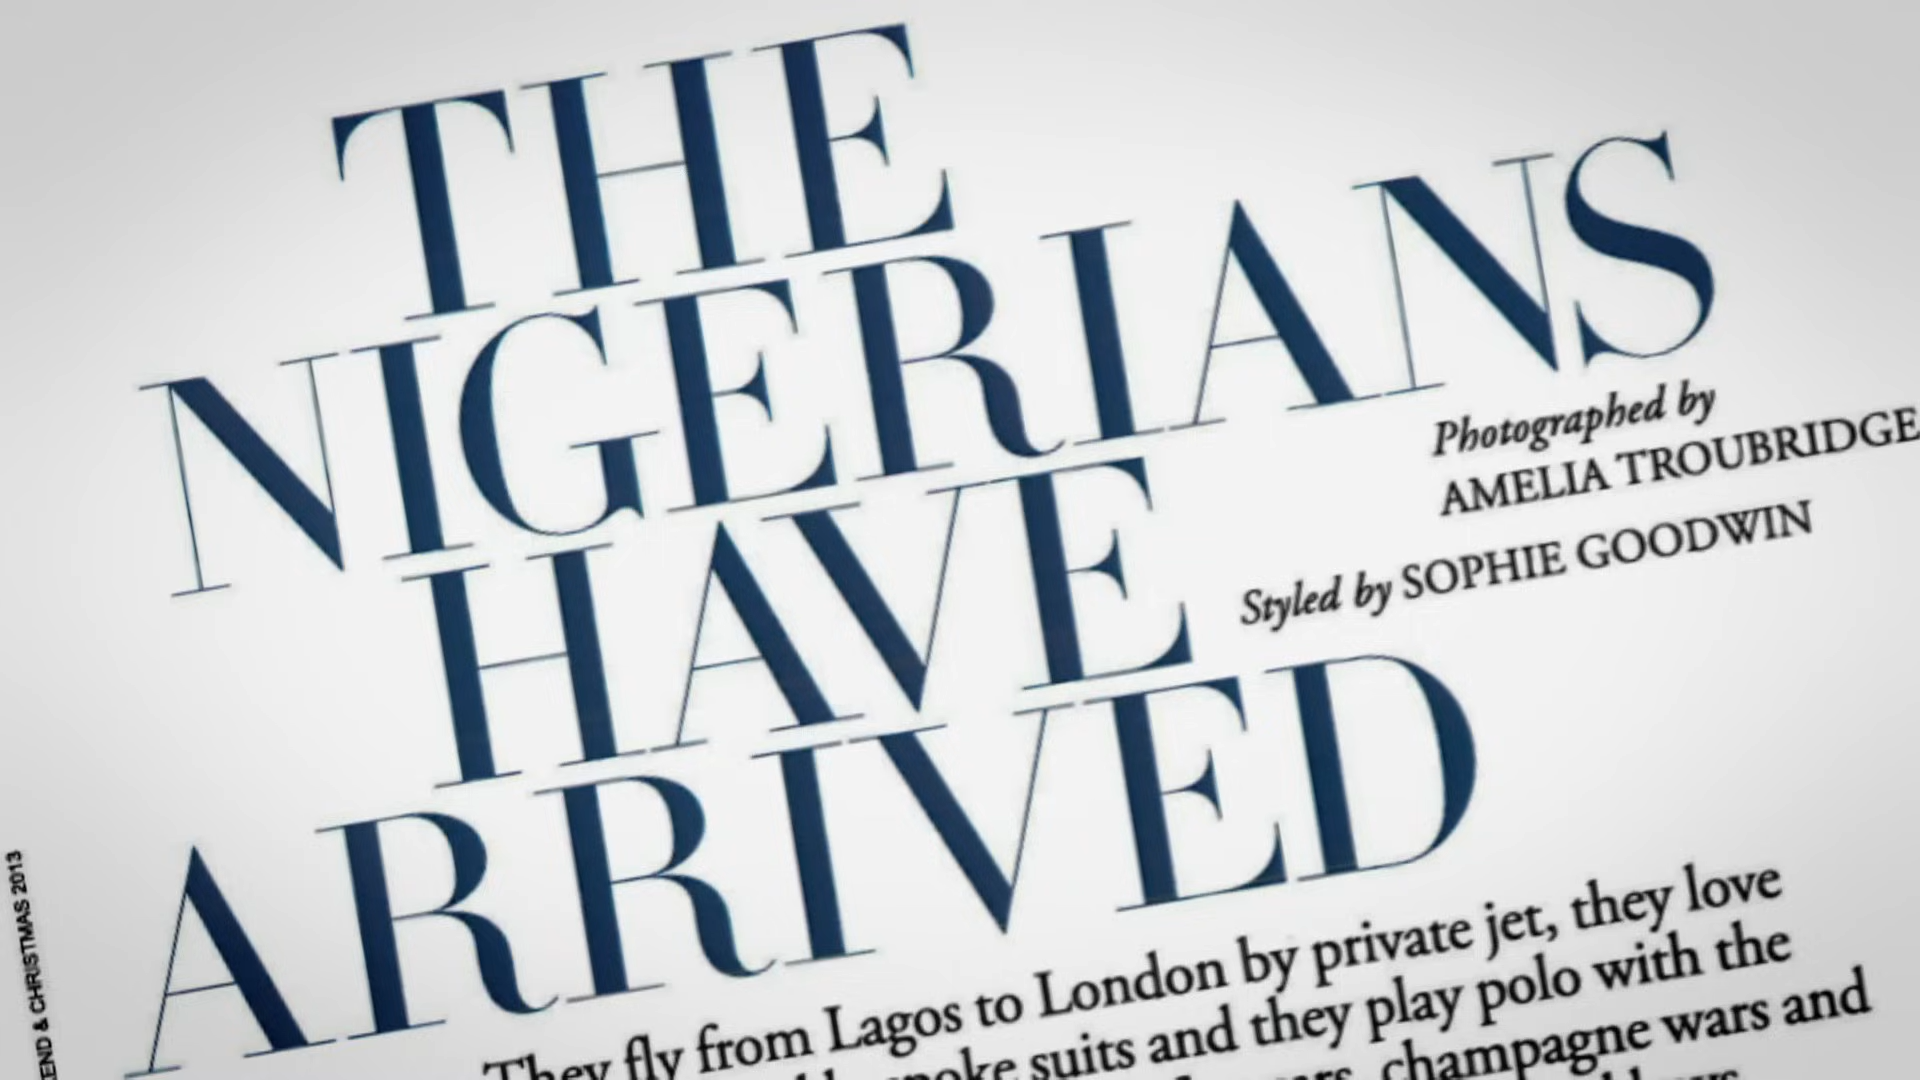 THE
NIGERIANS
HAVE
ARRIVED
Photographed by
AMELIA TROUBRIDGE
Styled by SOPHIE GOODWIN
They fly from Lagos to London by private jet, they love
suits and they play polo with the
champagne wars and
& CHRISTMAS 2013